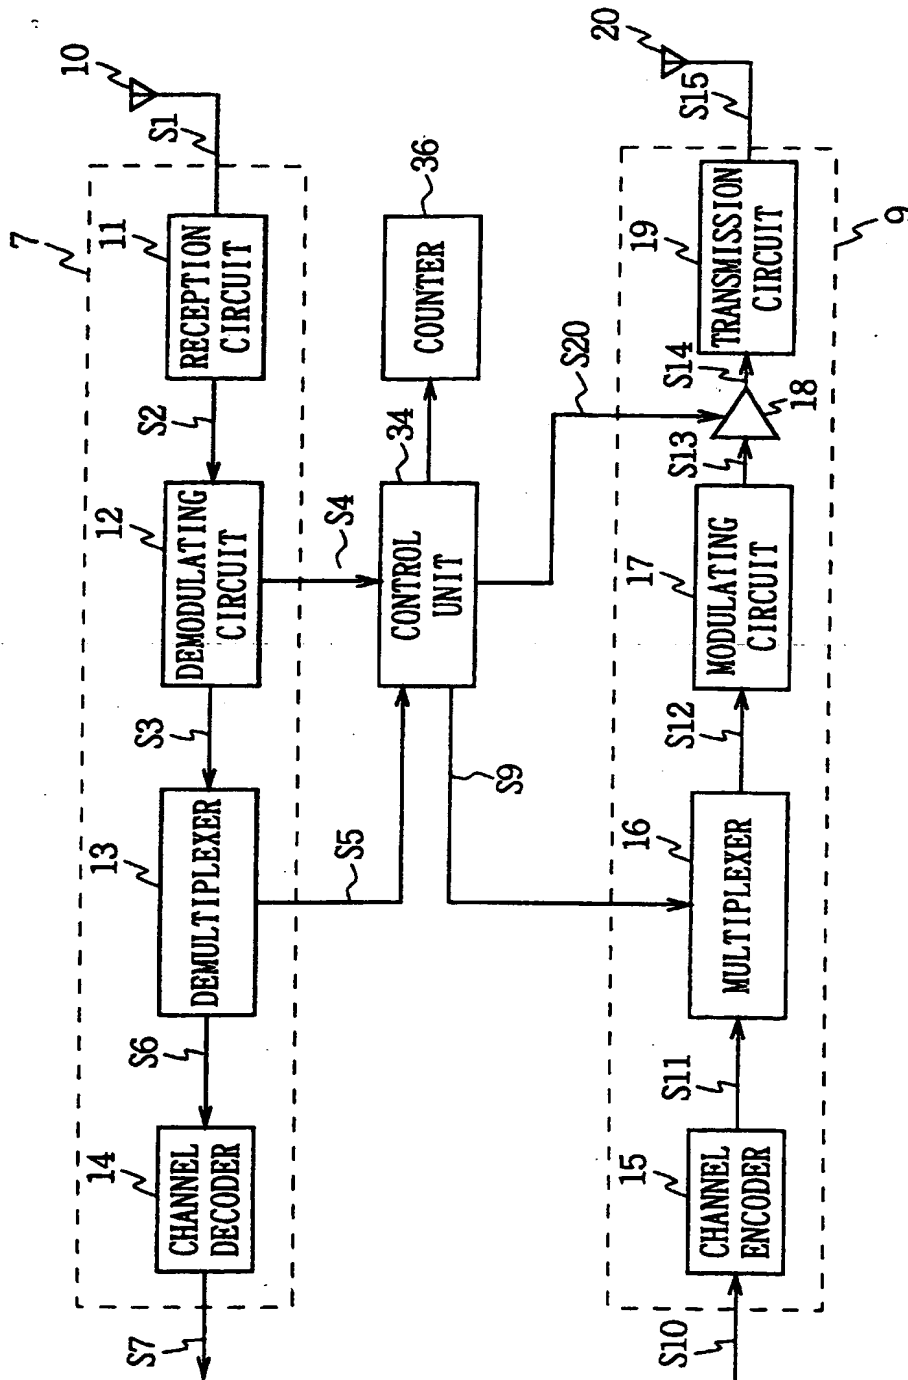 7
10
S1
11
RECEPTION
CIRCUIT
S2
12
DEMODULATING
CIRCUIT
S3
13
DEMULTIPLEXER
S6
14
CHANNEL
DECODER
S7
S4
S5
34
CONTROL
UNIT
36
COUNTER
S9
S20
S10
15
CHANNEL
ENCODER
S11
16
MULTIPLEXER
S12
17
MODULATING
CIRCUIT
S13
18
S14
19
TRANSMISSION
CIRCUIT
S15
20
9